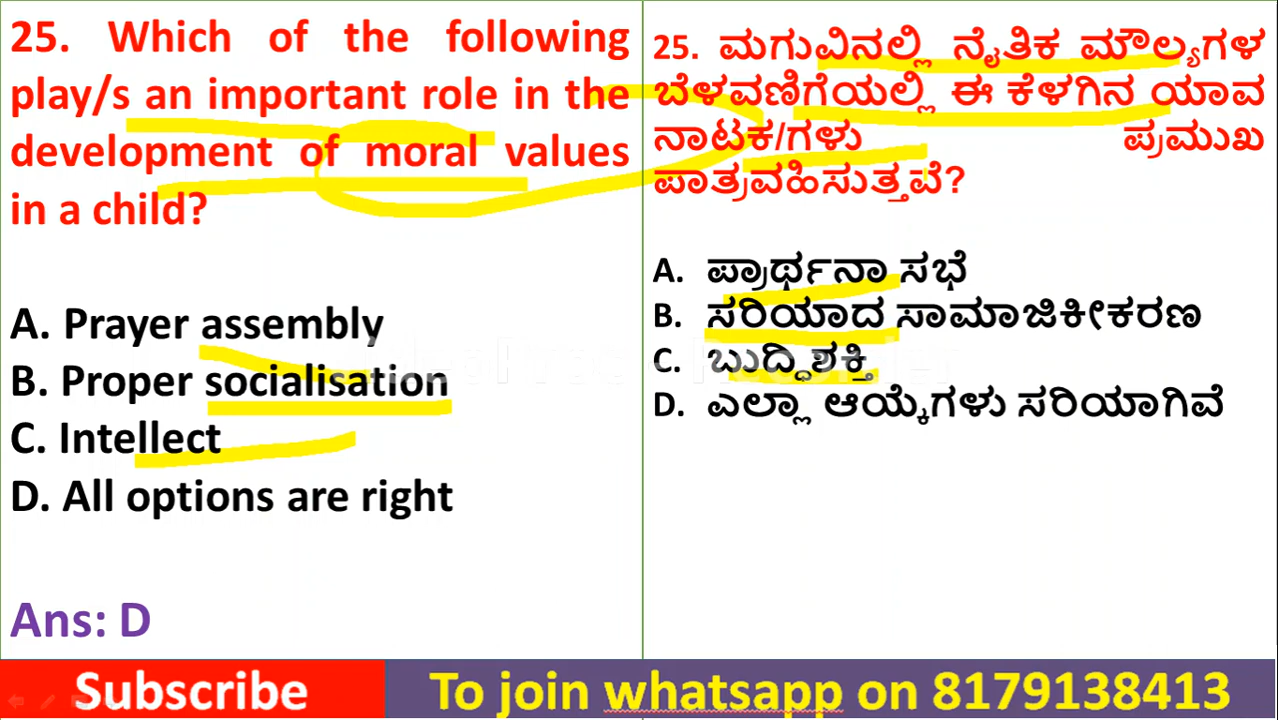 25. Which of the following
play/s an important role in the
development of moral values
in a child?
A. Prayer assembly
B. Proper socialisation
C. Intellect
D. All options are right
Ans: D
25. ಮಗುವಿನಲ್ಲಿ ನೈತಿಕ ಮೌಲ್ಯಗಳ
ಬೆಳವಣಿಗೆಯಲ್ಲಿ ಈ ಕೆಳಗಿನ ಯಾವ
ನಾಟಕ/ಗಳು ಪ್ರಮುಖ
ಪಾತ್ರವಹಿಸುತ್ತವೆ?
A. ಪ್ರಾರ್ಥನಾ ಸಭೆ
B. ಸರಿಯಾದ ಸಾಮಾಜಿಕೀಕರಣ
C. ಬುದ್ಧಿಶಕ್ತಿ
D. ಎಲ್ಲಾ ಆಯ್ಕೆಗಳು ಸರಿಯಾಗಿವೆ
Subscribe
To join whatsapp on 8179138413